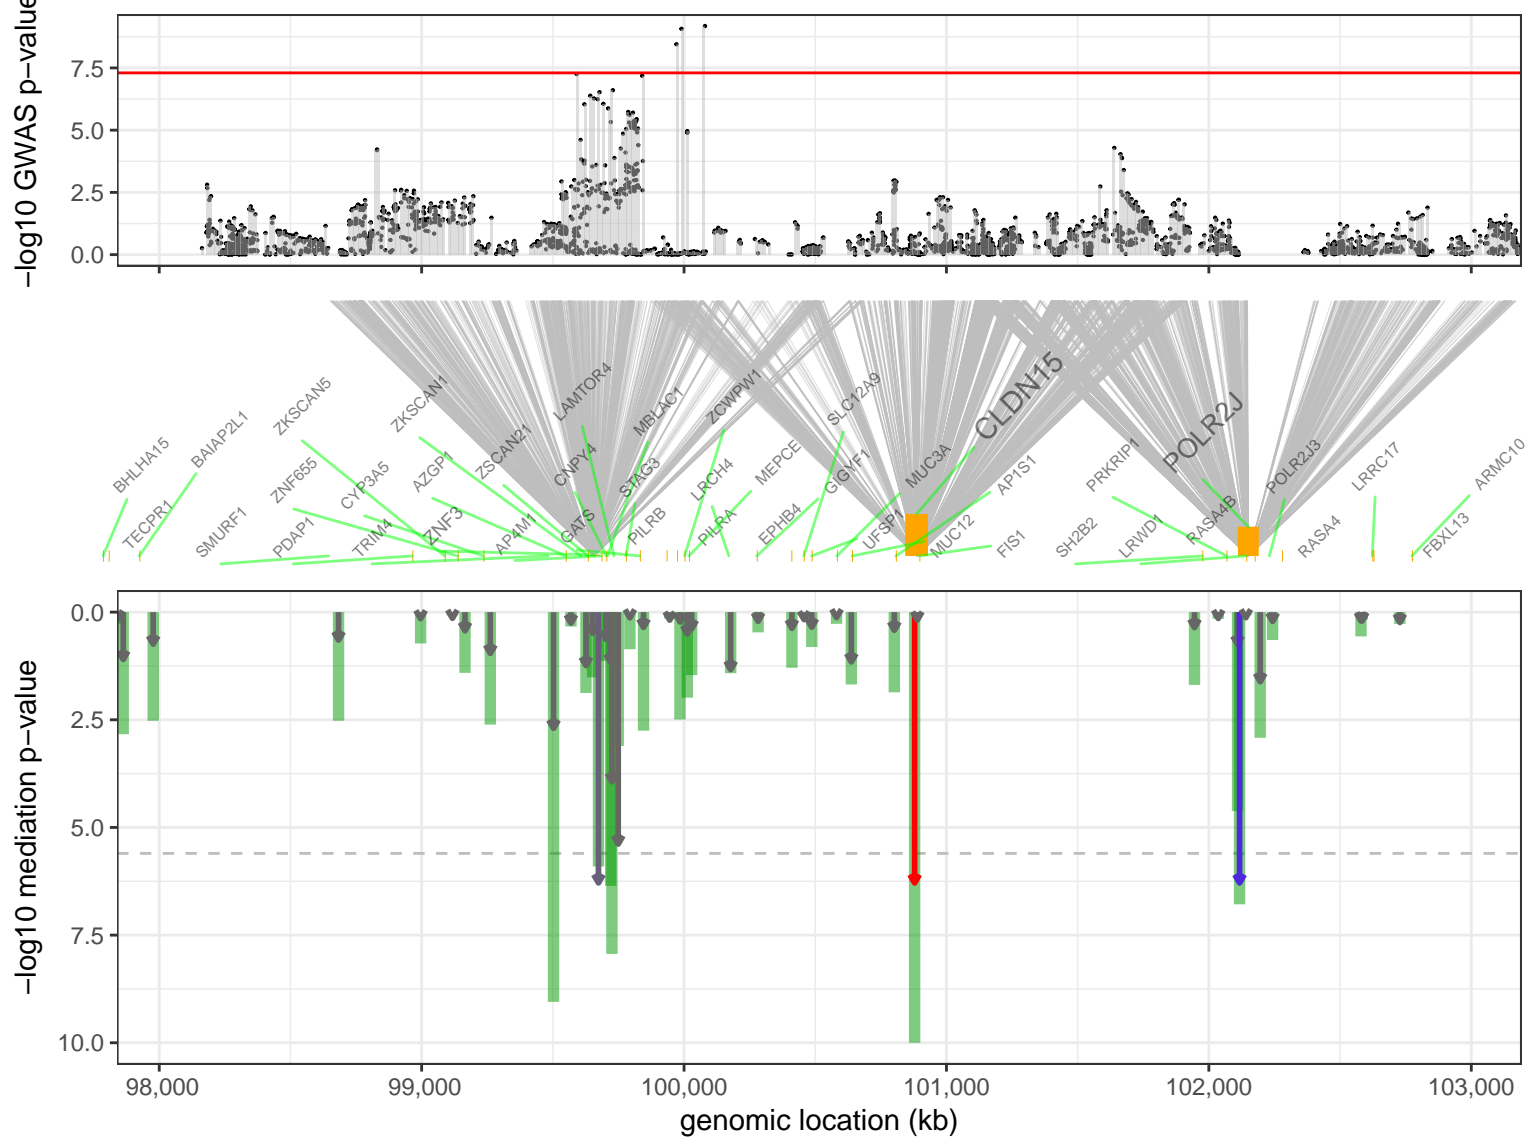 −log10 GWAS p−value
7.5
5.0
2.5
0.0
BHLHA15
TECPR1
BAIAP2L1
SMURF1
ZKSCAN5
ZNF655
PDAP1
CYP3A5
TRIM4
ZKSCAN1
AZGP1
ZNF3
ZSCAN21
AP4M1
LAMTOR4
CNPY4
GATS
MBLAC1
STAG3
PILRB
ZCWPW1
LRCH4
PILRA
MEPCE
EPHB4
SLC12A9
GIGYF1
UFSP1
MUC3A
MUC12
CLDN15
AP1S1
FIS1
SH2B2
PRKRIP1
LRWD1
POLR2J
RASA4B
POLR2J3
RASA4
LRRC17
FBXL13
ARMC10
−log10 mediation p−value
0.0
2.5
5.0
7.5
10.0
98,000
99,000
100,000
101,000
102,000
103,000
genomic location (kb)